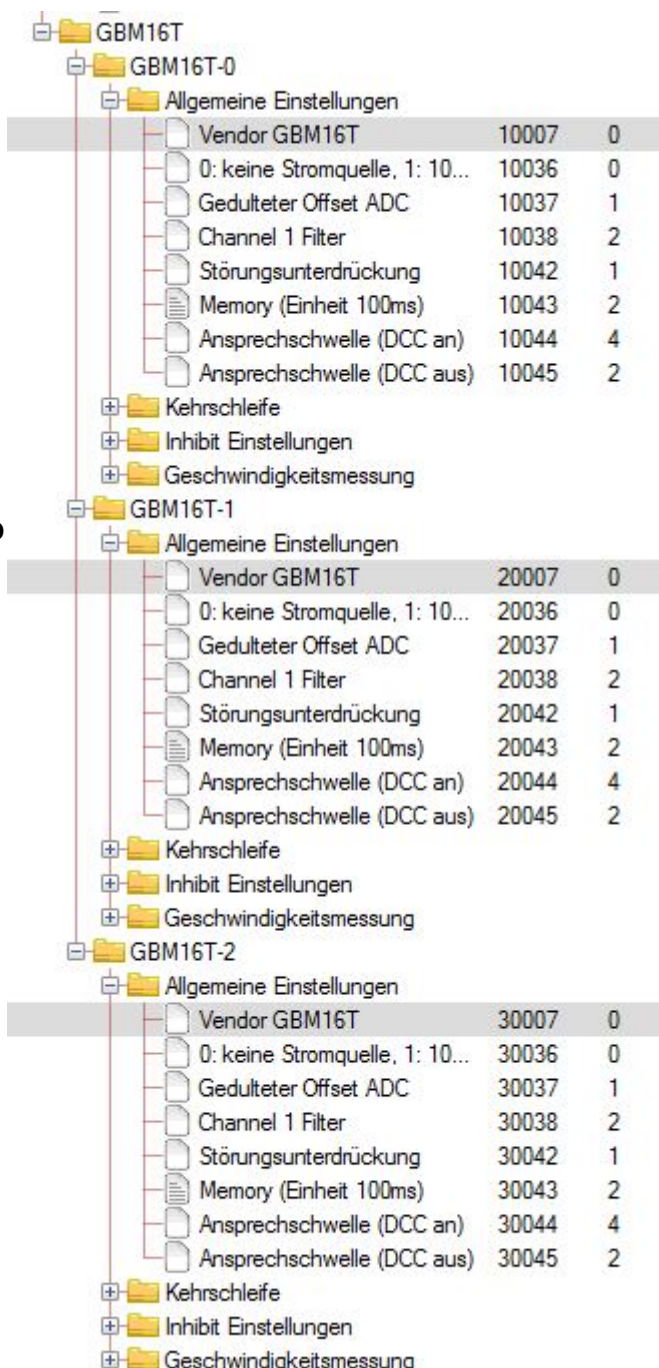 GBM16T
GBM16T-0
Allgemeine Einstellungen
Vendor GBM16T 10007 0
0: keine Stromquelle, 1: 10... 10036 0
Gedulteter Offset ADC 10037 1
Channel 1 Filter 10038 2
Störungsunterdrückung 10042 1
Memory (Einheit 100ms) 10043 2
Ansprechschwelle (DCC an) 10044 4
Ansprechschwelle (DCC aus) 10045 2
Kehrschleife
Inhibit Einstellungen
Geschwindigkeitsmessung
GBM16T-1
Allgemeine Einstellungen
Vendor GBM16T 20007 0
0: keine Stromquelle, 1: 10... 20036 0
Gedulteter Offset ADC 20037 1
Channel 1 Filter 20038 2
Störungsunterdrückung 20042 1
Memory (Einheit 100ms) 20043 2
Ansprechschwelle (DCC an) 20044 4
Ansprechschwelle (DCC aus) 20045 2
Kehrschleife
Inhibit Einstellungen
Geschwindigkeitsmessung
GBM16T-2
Allgemeine Einstellungen
Vendor GBM16T 30007 0
0: keine Stromquelle, 1: 10... 30036 0
Gedulteter Offset ADC 30037 1
Channel 1 Filter 30038 2
Störungsunterdrückung 30042 1
Memory (Einheit 100ms) 30043 2
Ansprechschwelle (DCC an) 30044 4
Ansprechschwelle (DCC aus) 30045 2
Kehrschleife
Inhibit Einstellungen
Geschwindigkeitsmessung